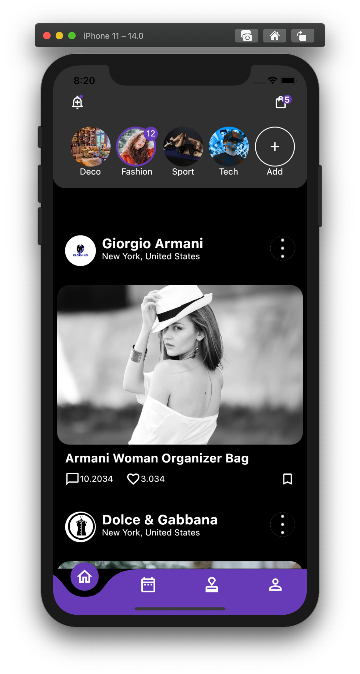 iPhone 11 – 14.0
8:20
5
12
Deco
Fashion
Sport
Tech
+
Add
Giorgio Armani
New York, United States
Armani Woman Organizer Bag
10.2034
3.034
Dolce & Gabbana
New York, United States